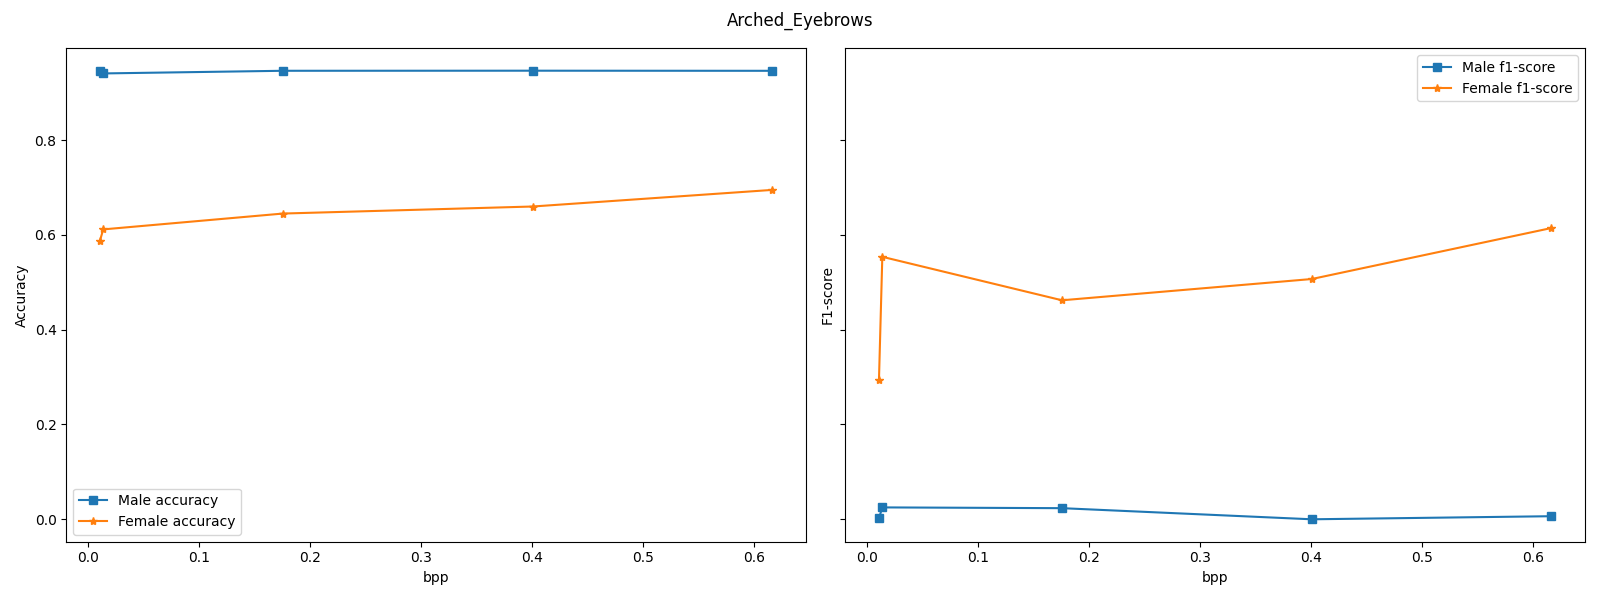 Arched_Eyebrows
Accuracy
0.8
0.6
0.4
0.2
0.0
Male accuracy
Female accuracy
0.0 0.1 0.2 0.3 0.4 0.5 0.6
bpp
F1-score
Male f1-score
Female f1-score
0.0 0.1 0.2 0.3 0.4 0.5 0.6
bpp